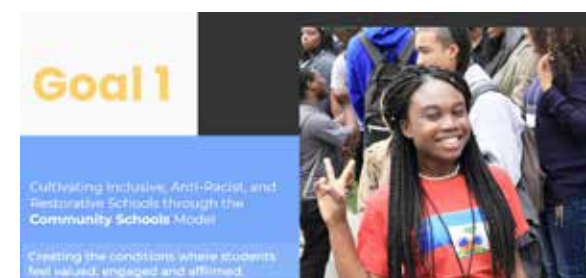 Goal 1
Cultivating Inclusive, Anti-Racist, and
Restorative Schools through the
Community Schools Model
Creating the conditions where students
feel valued, engaged and affirmed.